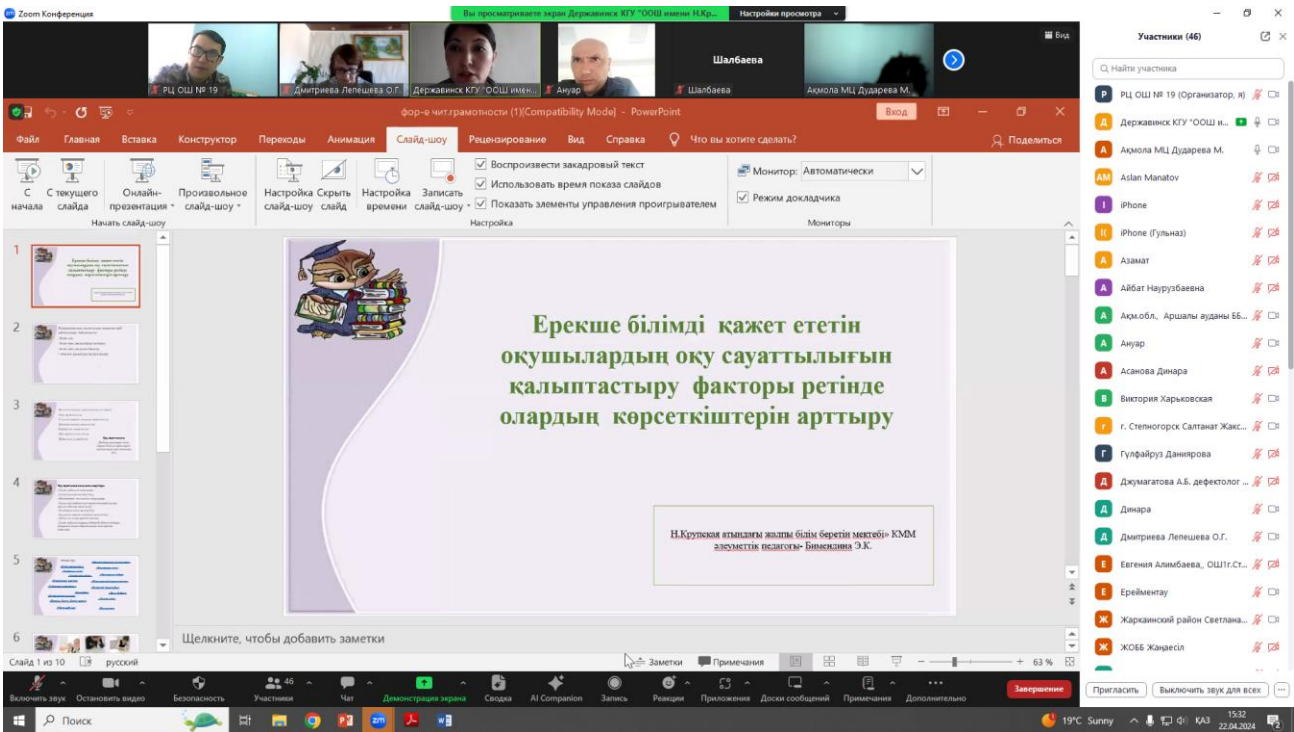 Zoom Конференция
Вы просматриваете экран Державинск КГУ "ООШ имени Н.Кр...
Настройки просмотра
Вид
РЦ ОШ № 19
Дмитриева Лепешева О.Г.
Державинск КГУ "ООШ имен...
Ануар
Шалбаева
Шалбаева
Акмола МЦ Дударева М.
фор-е чит.грамотности (1)[Compatibility Mode] - PowerPoint
Вход
Файл Главная Вставка Конструктор Переходы Анимация Слайд-шоу Рецензирование Вид Справка Что вы хотите сделать? Поделиться
С начала
С текущего слайда
Онлайн-презентация
Произвольное слайд-шоу
Начать слайд-шоу
Настройка слайд-шоу
Скрыть слайд
Настройка времени
Записать слайд-шоу
Воспроизвести закадровый текст
Использовать время показа слайдов
Показать элементы управления проигрывателем
Настройка
Монитор: Автоматически
Режим докладчика
Мониторы
1
2
3
4
5
6
Ерекше білімді қажет ететін
оқушылардың оқу сауаттылығын
қалыптастыру факторы ретінде
олардың көрсеткіштерін арттыру
Н.Крупская атындағы жалпы білім беретін мектебі» КММ
әлеуметтік педагогы- Бимендина Э.К.
Щелкните, чтобы добавить заметки
Слайд 1 из 10 русский
Заметки Примечания
63 %
Участники (46)
Найти участника
Р РЦ ОШ № 19 (Организатор, я)
Д Державинск КГУ "ООШ и...
А Акмола МЦ Дударева М.
AM Aslan Manatov
I iPhone
I( iPhone (Гульназ)
А Азамат
А Айбат Наурузбаевна
А Ақм.обл., Аршалы ауданы ББ...
А Ануар
А Асанова Динара
В Виктория Харьковская
г г. Степногорск Салтанат Жакс...
Г Гүлфайруз Даниярова
Д Джумагатова А.Б. дефектолог ...
Д Динара
Д Дмитриева Лепешева О.Г.
Е Евгения Алимбаева,, ОШ1г.Ст...
Е Ерейментау
Ж Жаркаинский район Светлана...
Ж ЖОББ Жаңаесіл
Пригласить
Выключить звук для всех
Включить звук
Остановить видео
Безопасность
46
Участники
Чат
Демонстрация экрана
Сводка
AI Companion
Запись
Реакции
Приложения
Доски сообщений
Примечания
Дополнительно
Завершение
Поиск
19°C Sunny
ҚАЗ
15:32
22.04.2024
2